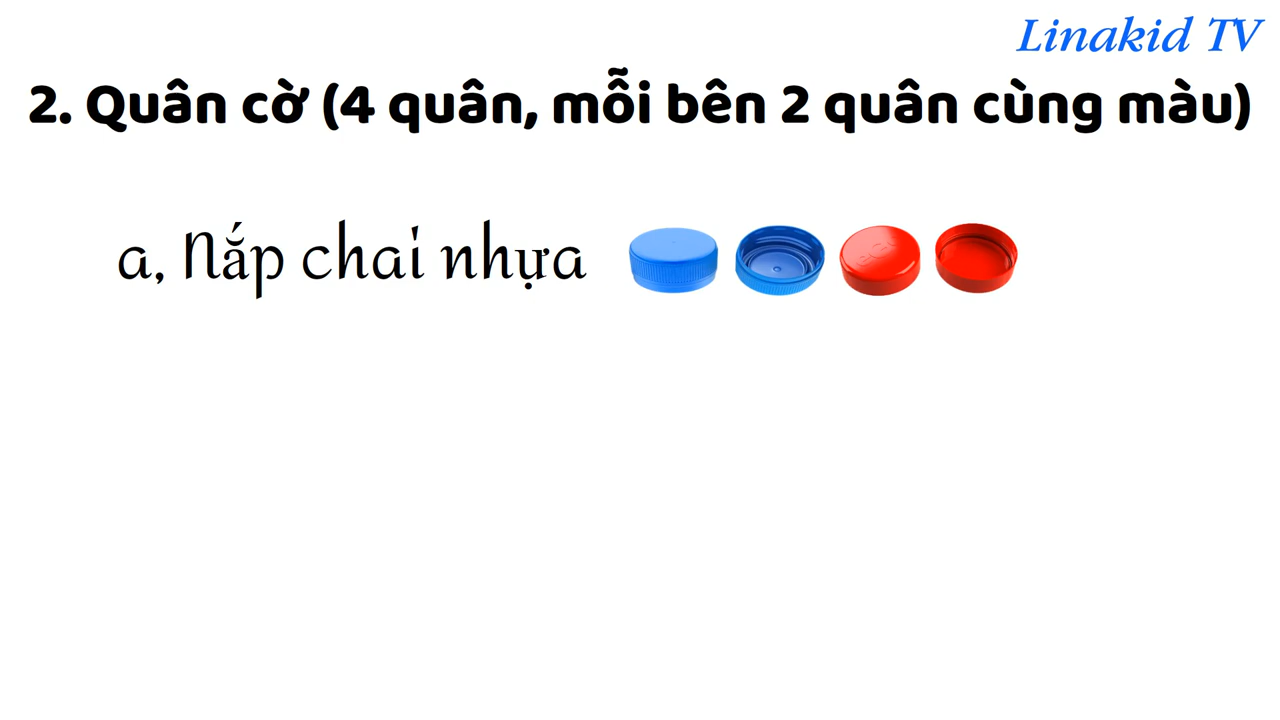 Linakid TV
2. Quân cờ (4 quân, mỗi bên 2 quân cùng màu)
a, Nắp chai nhựa